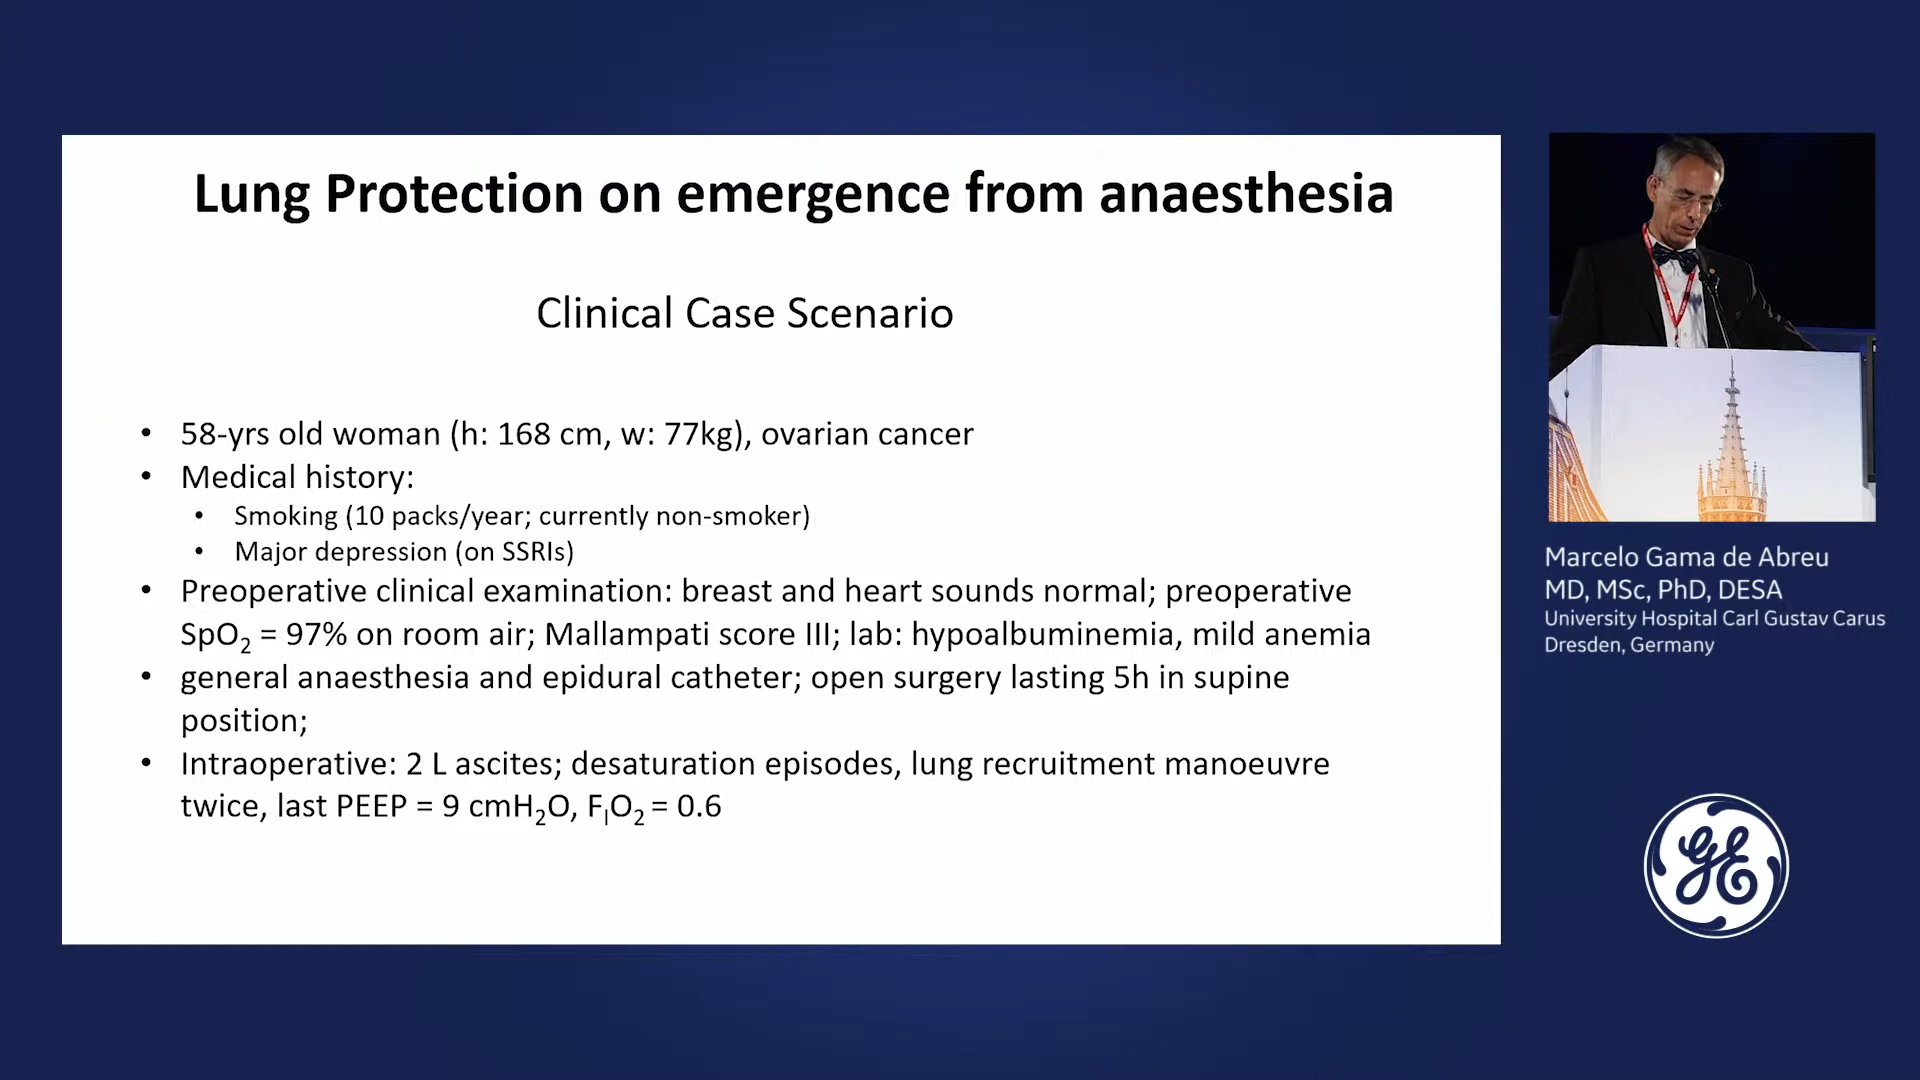 Lung Protection on emergence from anaesthesia
Clinical Case Scenario
• 58-yrs old woman (h: 168 cm, w: 77kg), ovarian cancer
• Medical history:
• Smoking (10 packs/year; currently non-smoker)
• Major depression (on SSRIs)
• Preoperative clinical examination: breast and heart sounds normal; preoperative
SpO₂ = 97% on room air; Mallampati score III; lab: hypoalbuminemia, mild anemia
• general anaesthesia and epidural catheter; open surgery lasting 5h in supine
position;
• Intraoperative: 2 L ascites; desaturation episodes, lung recruitment manoeuvre
twice, last PEEP = 9 cmH₂O, FIO₂ = 0.6
Marcelo Gama de Abreu
MD, MSc, PhD, DESA
University Hospital Carl Gustav Carus
Dresden, Germany
GE